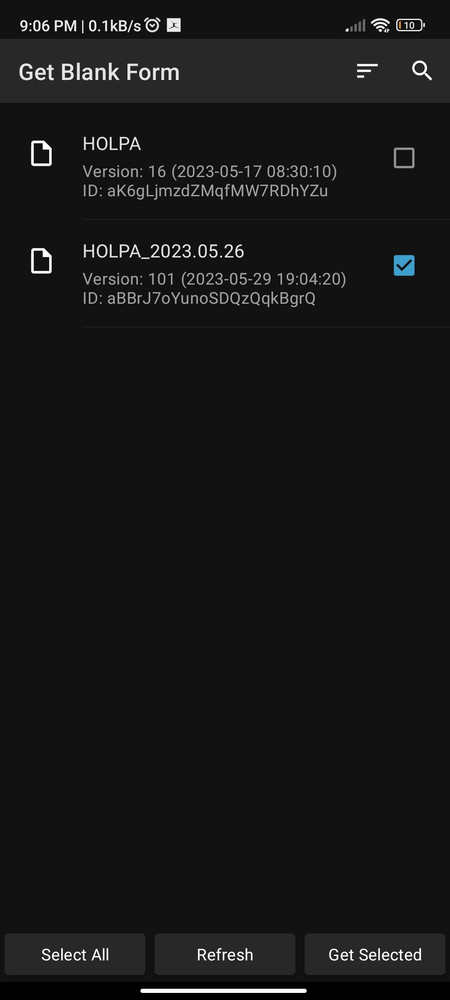 9:06 PM | 0.1kB/s
10
Get Blank Form
HOLPA
Version: 16 (2023-05-17 08:30:10)
ID: aK6gLjmzdZMqfMW7RDhYZu
HOLPA_2023.05.26
Version: 101 (2023-05-29 19:04:20)
ID: aBBrJ7oYunoSDQzQqkBgrQ
Select All
Refresh
Get Selected